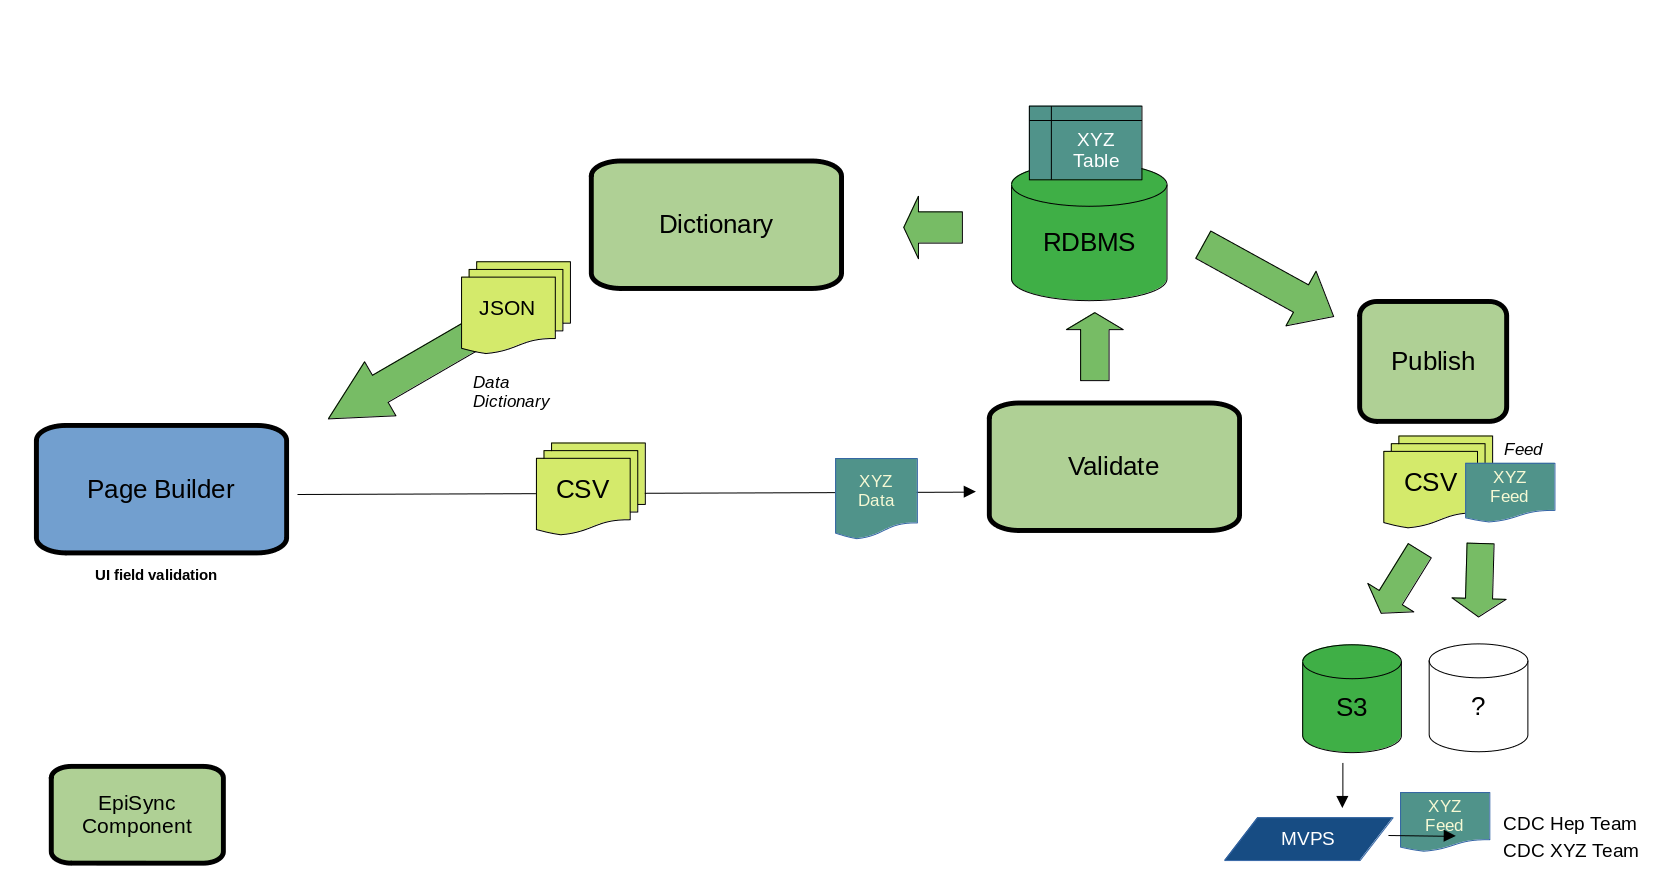 XYZ
Table
Dictionary
RDBMS
JSON
Data
Dictionary
Publish
Page Builder
CSV
XYZ
Data
Validate
Feed
CSV
XYZ
Feed
UI field validation
S3
?
EpiSync
Component
MVPS
XYZ
Feed
CDC Hep Team
CDC XYZ Team